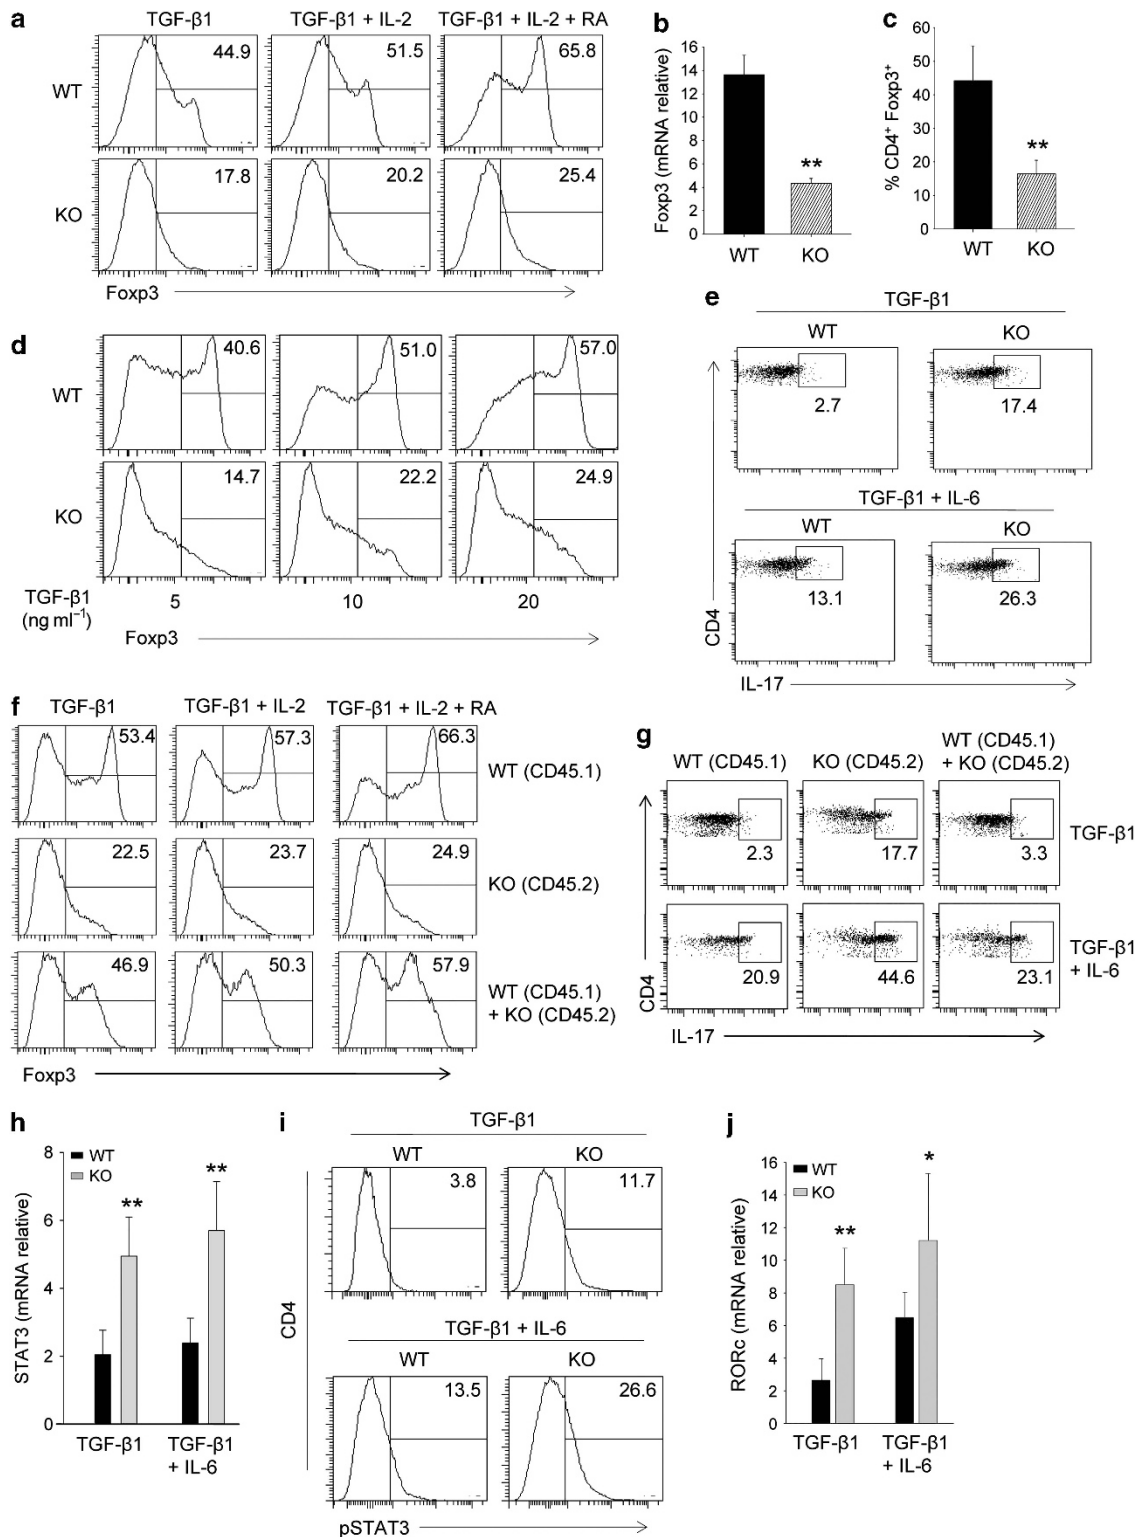 a
TGF-β1 TGF-β1 + IL-2 TGF-β1 + IL-2 + RA
WT 44.9 51.5 65.8
KO 17.8 20.2 25.4
Foxp3
b
Foxp3 (mRNA relative)
16
14
12
10
8
6
4
2
0
**
WT KO
c
% CD4⁺ Foxp3⁺
60
50
40
30
20
10
0
**
WT KO
d
WT 40.6 51.0 57.0
KO 14.7 22.2 24.9
TGF-β1 5 10 20
(ng ml⁻¹)
Foxp3
e
TGF-β1
WT KO
2.7 17.4
TGF-β1 + IL-6
WT KO
13.1 26.3
CD4
IL-17
f
TGF-β1 TGF-β1 + IL-2 TGF-β1 + IL-2 + RA
53.4 57.3 66.3 WT (CD45.1)
22.5 23.7 24.9 KO (CD45.2)
46.9 50.3 57.9 WT (CD45.1)
+ KO (CD45.2)
Foxp3
g
WT (CD45.1) KO (CD45.2) WT (CD45.1)
+ KO (CD45.2)
2.3 17.7 3.3 TGF-β1
20.9 44.6 23.1 TGF-β1
+ IL-6
CD4
IL-17
h
STAT3 (mRNA relative)
8
6
4
2
0
WT
KO
** **
TGF-β1 TGF-β1
+ IL-6
i
TGF-β1
WT KO
3.8 11.7
TGF-β1 + IL-6
WT KO
13.5 26.6
CD4
pSTAT3
j
RORc (mRNA relative)
16
14
12
10
8
6
4
2
0
WT
KO
** *
TGF-β1 TGF-β1
+ IL-6